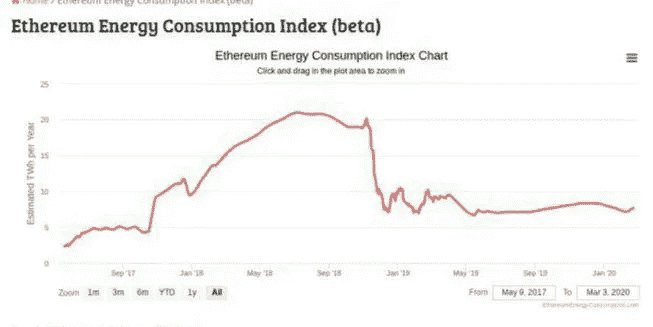 Home / Ethereum Energy Consumption Index (beta)
Ethereum Energy Consumption Index (beta)
Ethereum Energy Consumption Index Chart
Click and drag in the plot area to zoom in
Estimated TWh per Year
25
20
15
10
5
0
Sep '17
Jan '18
May '18
Sep '18
Jan '19
May '19
Sep '19
Jan '20
Zoom 1m 3m 6m YTD 1y All From May 9, 2017 To Mar 3, 2020
EthereumEnergyConsumption.com